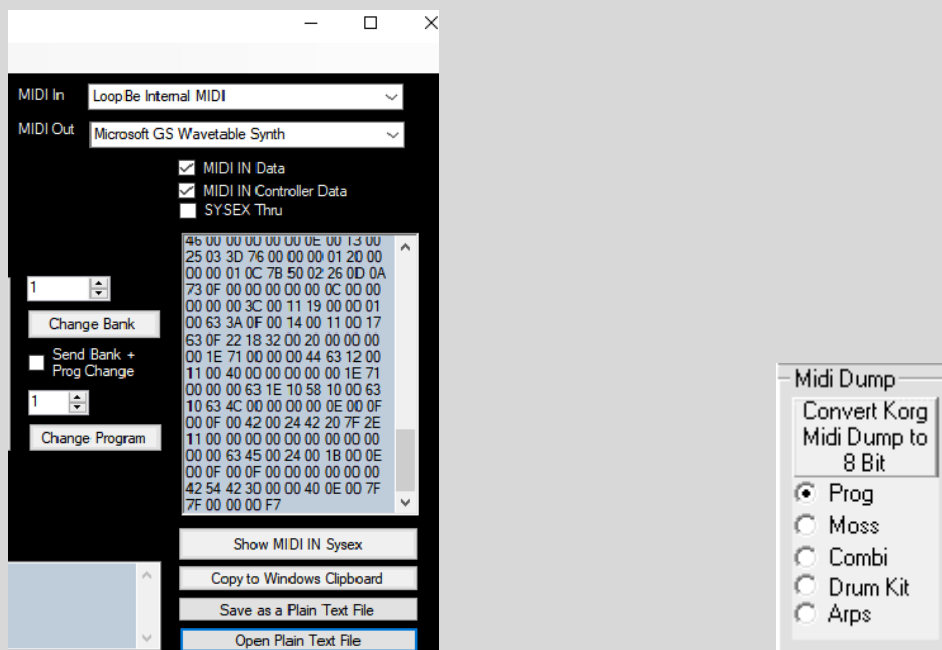 MIDI In
LoopBe Internal MIDI
MIDI Out
Microsoft GS Wavetable Synth
MIDI IN Data
MIDI IN Controller Data
SYSEX Thru
46 00 00 00 00 00 0E 00 13 00
25 03 3D 76 00 00 00 01 20 00
00 00 01 0C 7B 50 02 26 0D 0A
73 0F 00 00 00 00 00 0C 00 00
00 00 00 3C 00 11 19 00 00 01
00 63 3A 0F 00 14 00 11 00 17
63 0F 22 18 32 00 20 00 00 00
00 1E 71 00 00 00 44 63 12 00
11 00 40 00 00 00 00 00 1E 71
00 00 00 63 1E 10 58 10 00 63
10 63 4C 00 00 00 00 0E 00 0F
00 0F 00 42 00 24 42 20 7F 2E
11 00 00 00 00 00 00 00 00 00
00 00 63 45 00 24 00 1B 00 0E
00 0F 00 0F 00 00 00 00 00 00
42 54 42 30 00 00 40 0E 00 7F
7F 00 00 00 F7
1
Change Bank
Send Bank +
Prog Change
1
Change Program
Show MIDI IN Sysex
Copy to Windows Clipboard
Save as a Plain Text File
Open Plain Text File
Midi Dump
Convert Korg
Midi Dump to
8 Bit
Prog
Moss
Combi
Drum Kit
Arps